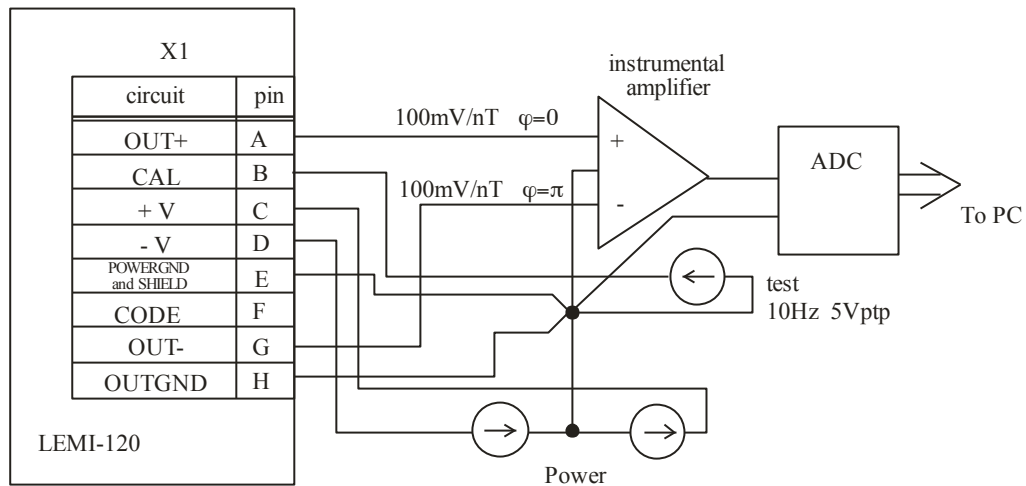 X1
circuit pin
OUT+ A
CAL B
+ V C
- V D
POWERGND
and SHIELD E
CODE F
OUT- G
OUTGND H
LEMI-120
100mV/nT φ=0
100mV/nT φ=π
instrumental
amplifier
+
-
ADC
To PC
test
10Hz 5Vptp
Power